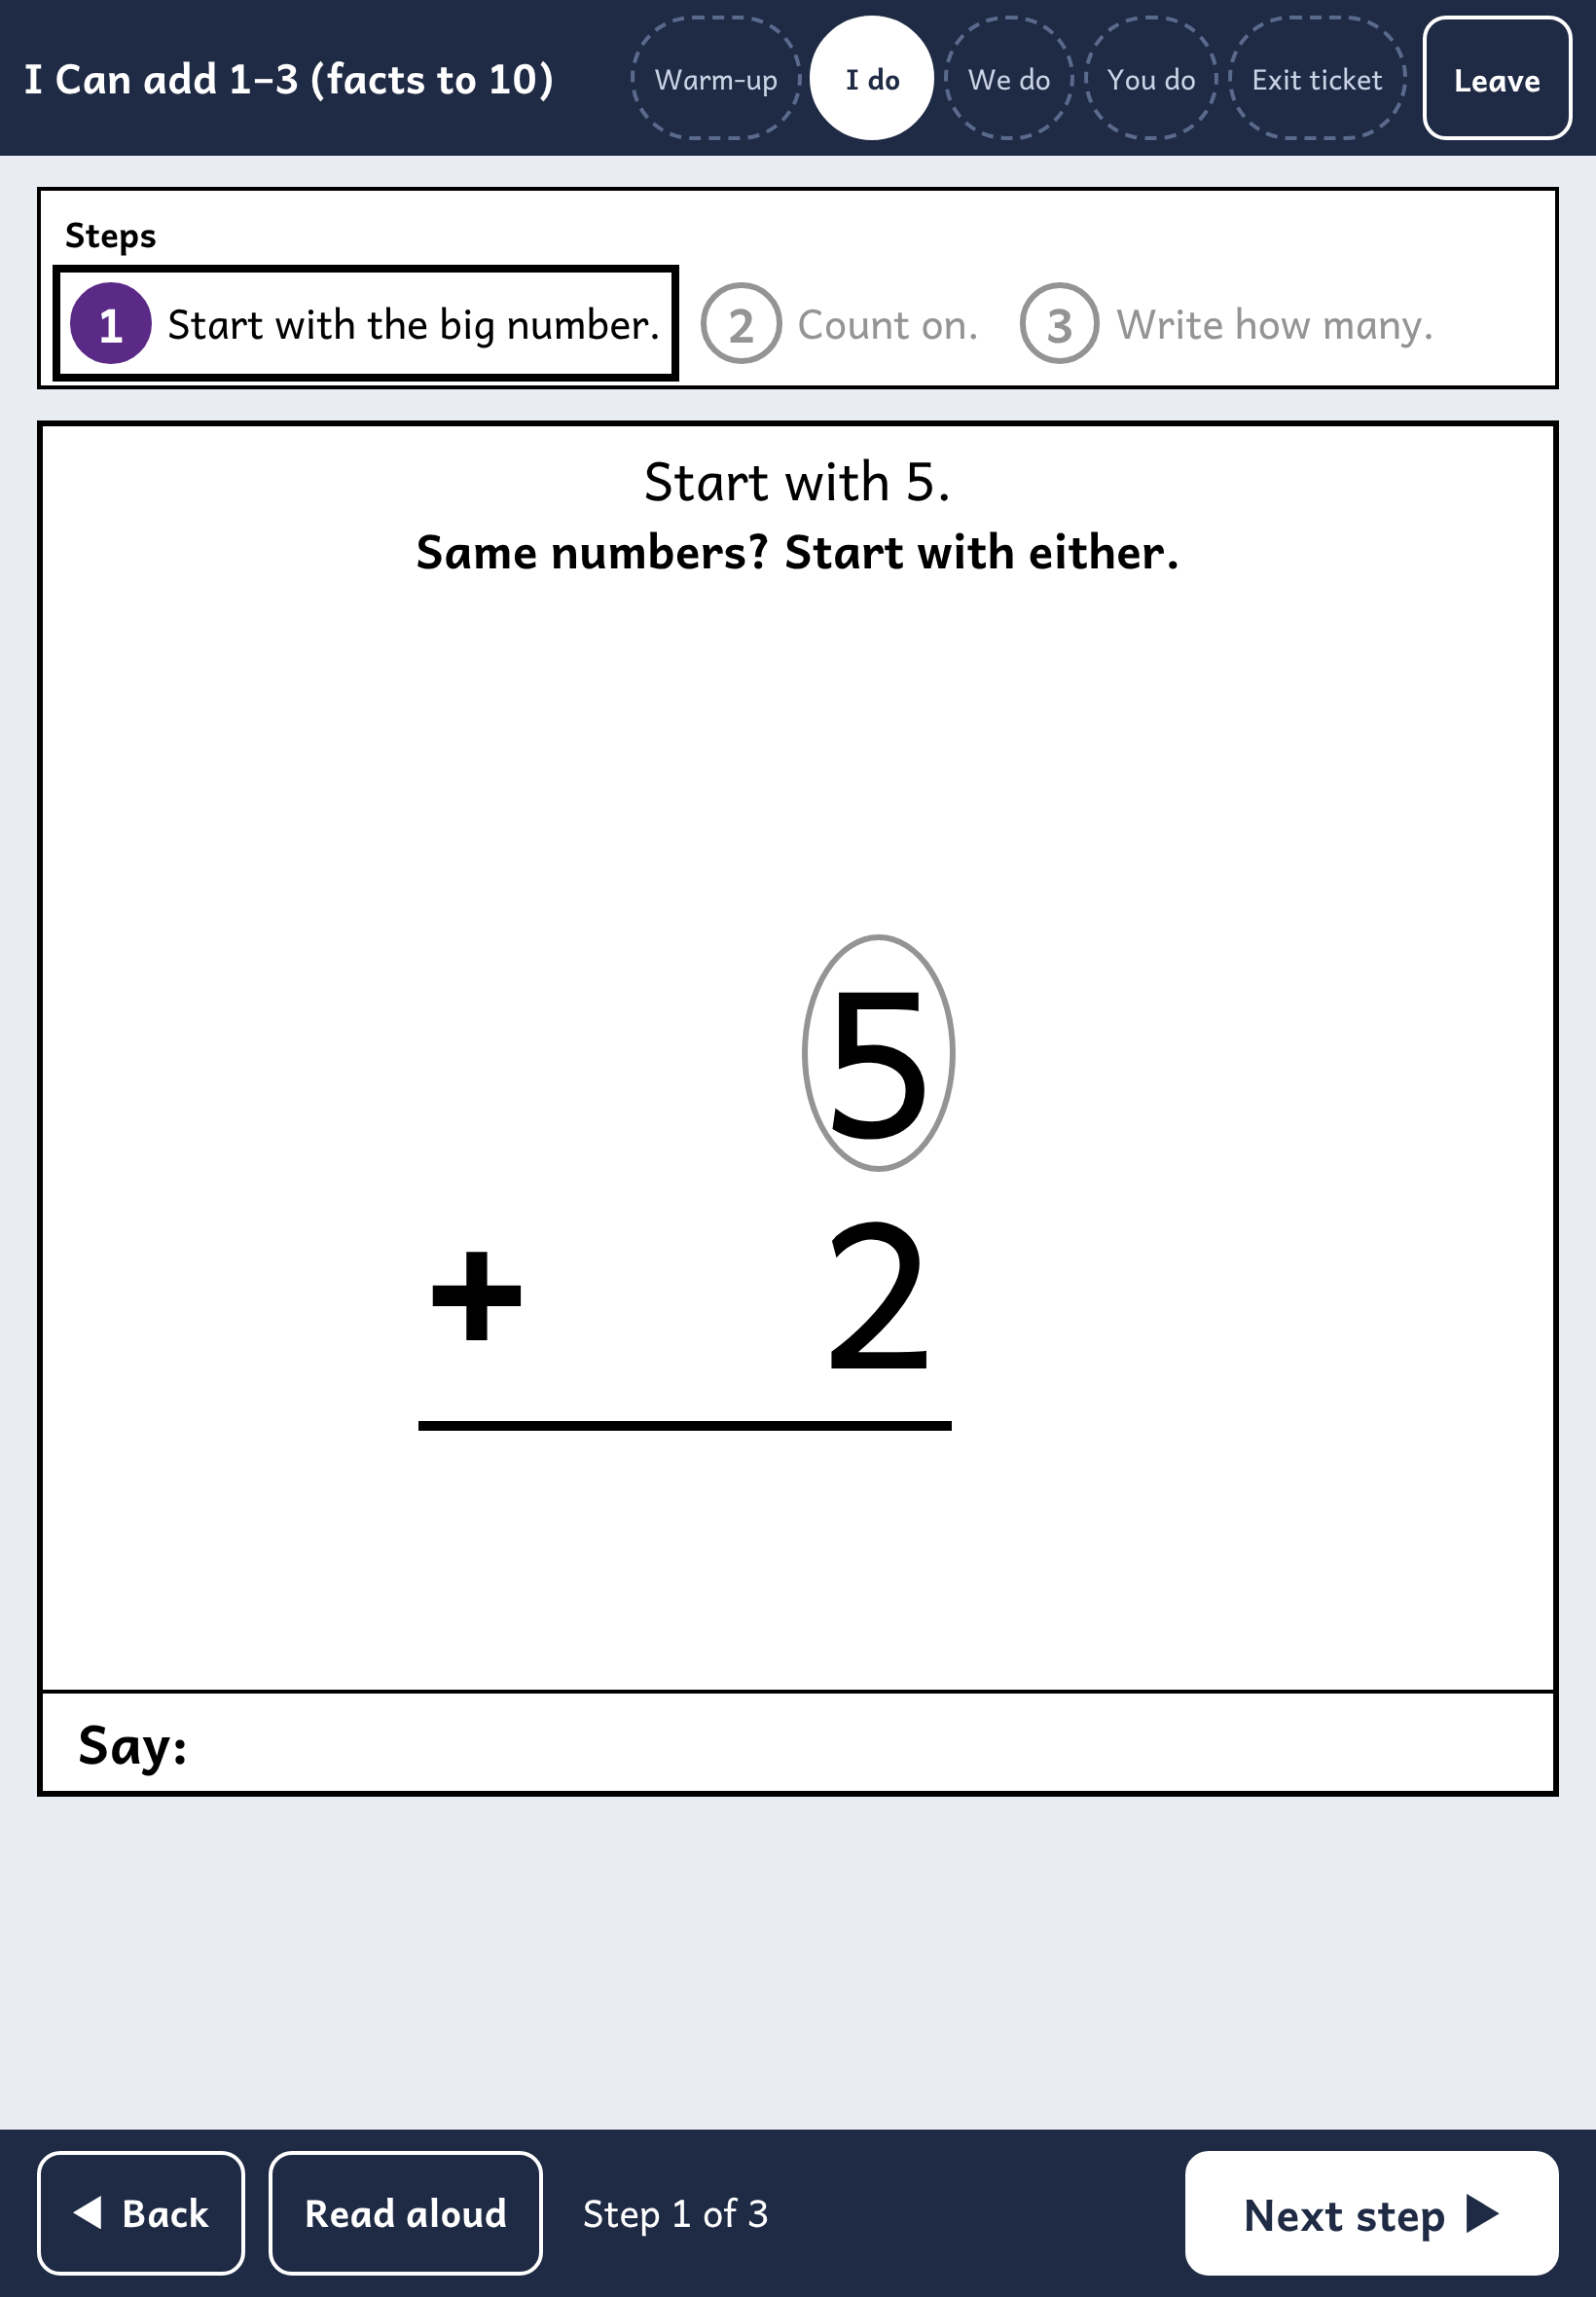 I Can add 1–3 (facts to 10)
Warm-up
I do
We do
You do
Exit ticket
Leave
Steps
1 Start with the big number.
2 Count on.
3 Write how many.
Start with 5.
Same numbers? Start with either.
5
+ 2
Say:
Back
Read aloud
Step 1 of 3
Next step